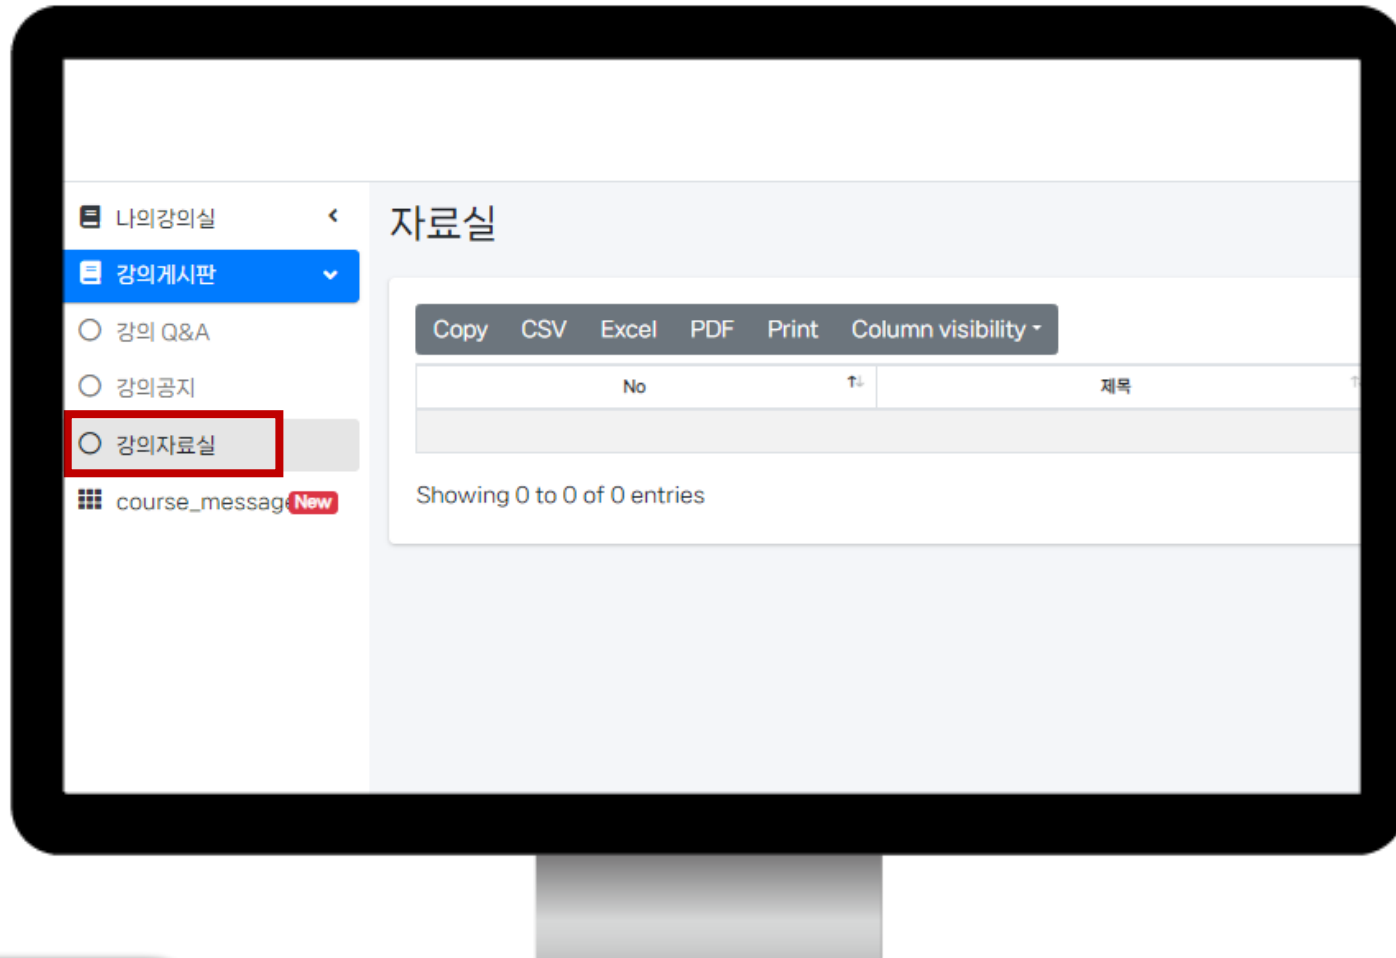 나의강의실
강의게시판
강의 Q&A
강의공지
강의자료실
course_message New
자료실
Copy CSV Excel PDF Print Column visibility
No 제목
Showing 0 to 0 of 0 entries